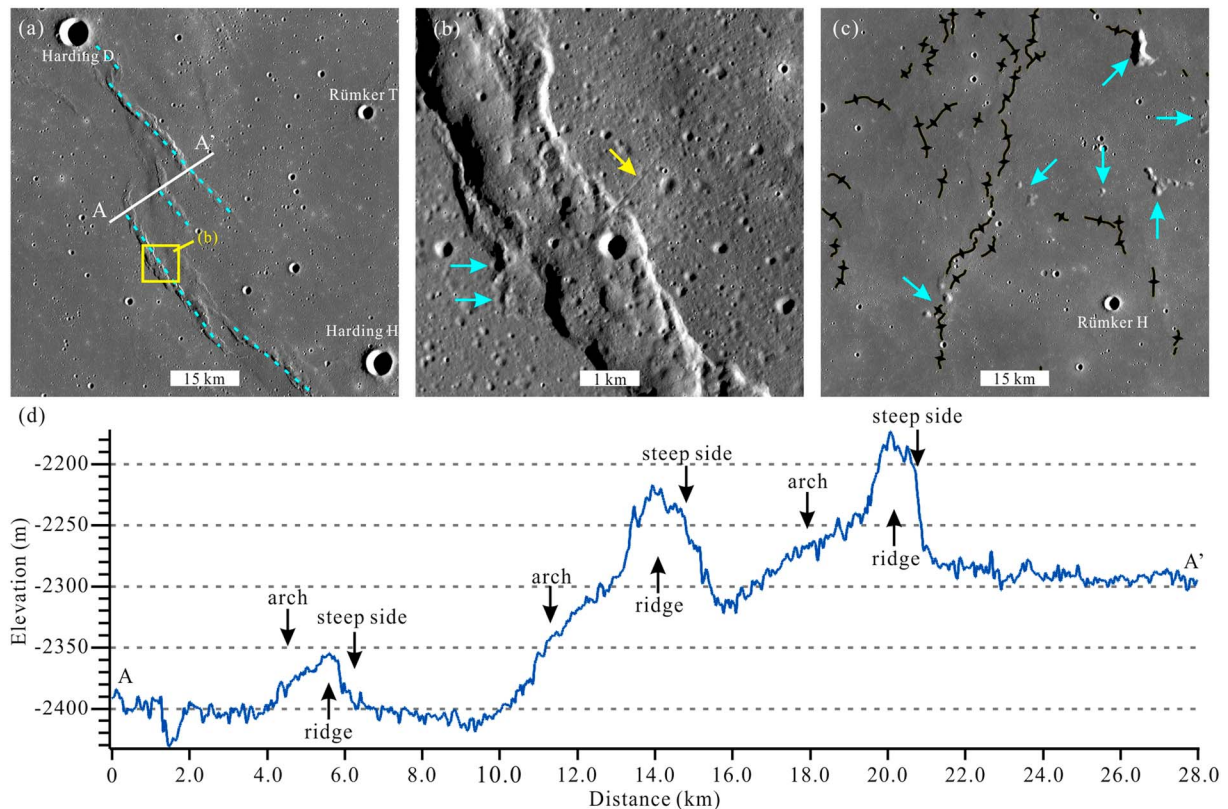 (a)
Harding D
Rümker T
A'
A
(b)
Harding H
15 km
(b)
1 km
(c)
Rümker H
15 km
(d)
steep side
-2200
steep side
arch
-2250
ridge
A'
arch
-2300
ridge
arch
steep side
-2350
A
-2400
ridge
Elevation (m)
0 2.0 4.0 6.0 8.0 10.0 12.0 14.0 16.0 18.0 20.0 22.0 24.0 26.0 28.0
Distance (km)